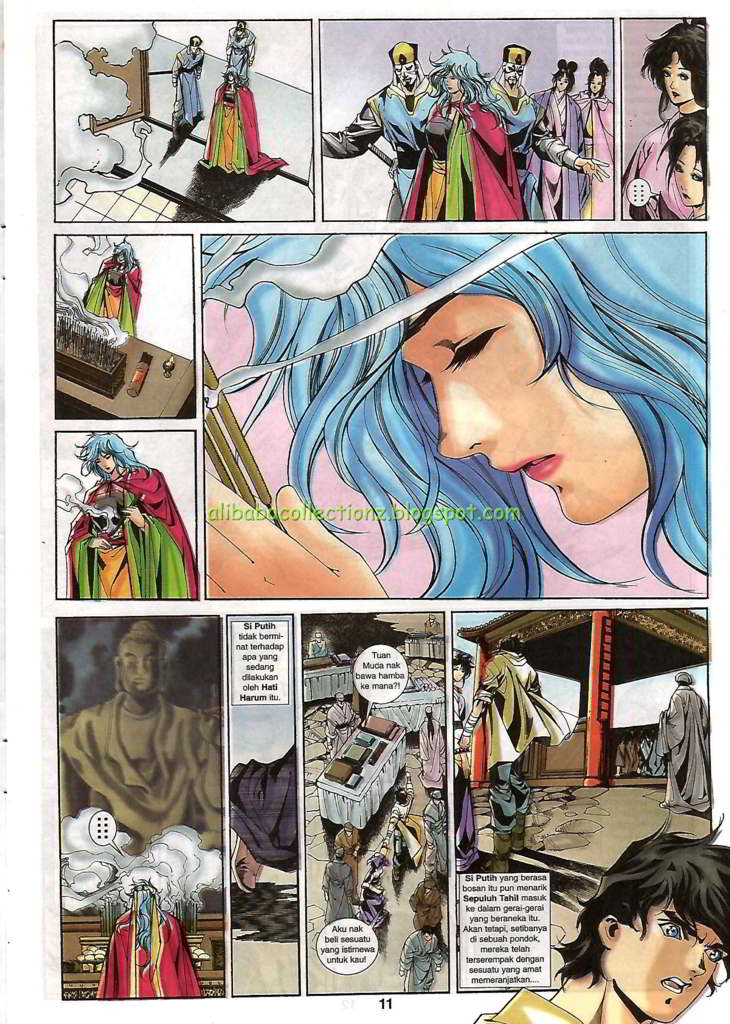 alibabacollectionz.blogspot.com
Si Putih
tidak bermi-
nat terhadap
apa yang
sedang
dilakukan
oleh Hati
Harum itu.
Tuan
Muda nak
bawa hamba
ke mana?!
Aku nak
beli sesuatu
yang istimewa
untuk kau!
Si Putih yang berasa
bosan itu pun menarik
Sepuluh Tahil masuk
ke dalam gerai-gerai
yang beraneka itu.
Akan tetapi, setibanya
di sebuah pondok,
mereka telah
terserempak dengan
sesuatu yang amat
memeranjatkan....
11